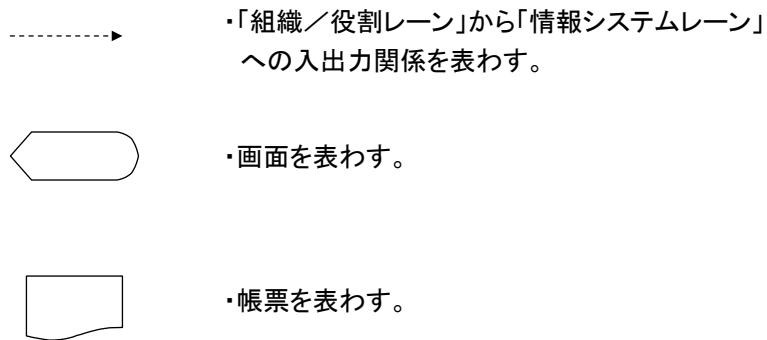 ・「組織／役割レーン」から「情報システムレーン」
への入出力関係を表わす。
・画面を表わす。
・帳票を表わす。